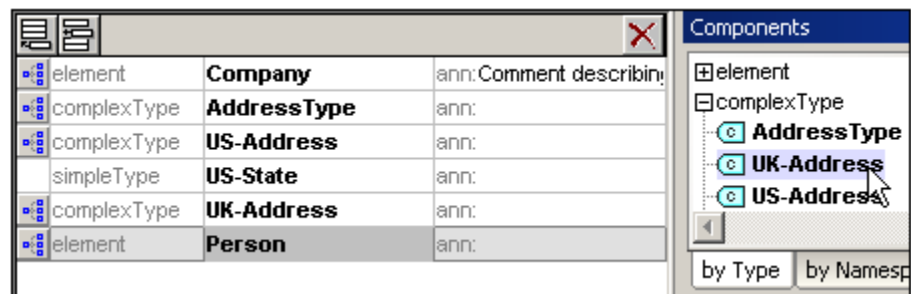 element Company ann:Comment describing
complexType AddressType ann:
complexType US-Address ann:
simpleType US-State ann:
complexType UK-Address ann:
element Person ann:
Components
element
complexType
c AddressType
c UK-Address
c US-Address
by Type by Namesp